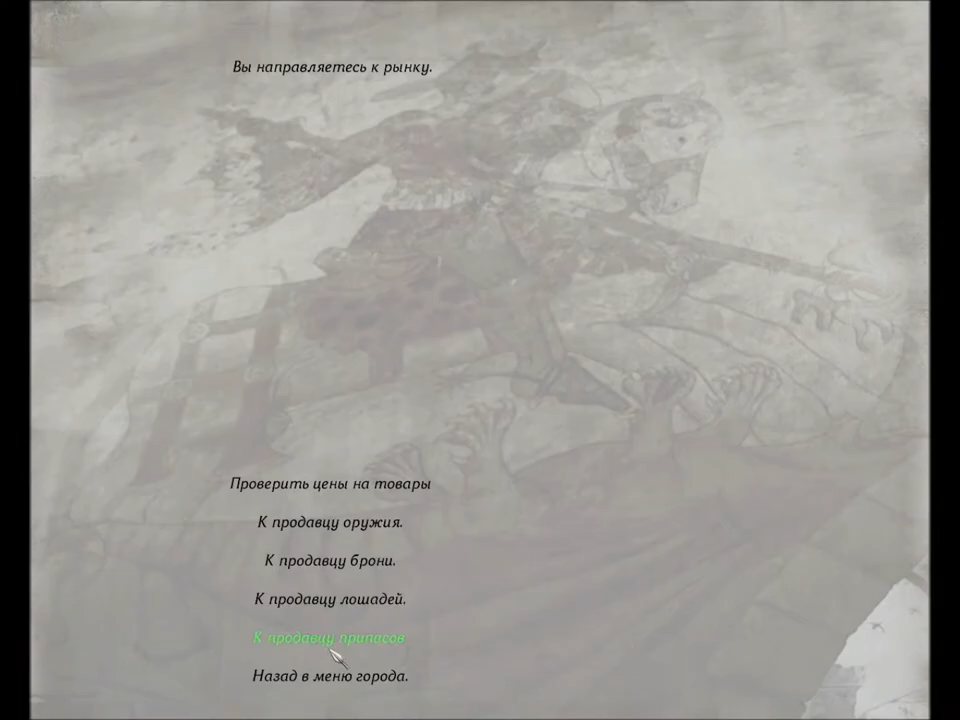 Вы направляетесь к рынку.
Проверить цены на товары
К продавцу оружия.
К продавцу брони.
К продавцу лошадей.
К продавцу припасов
Назад в меню города.